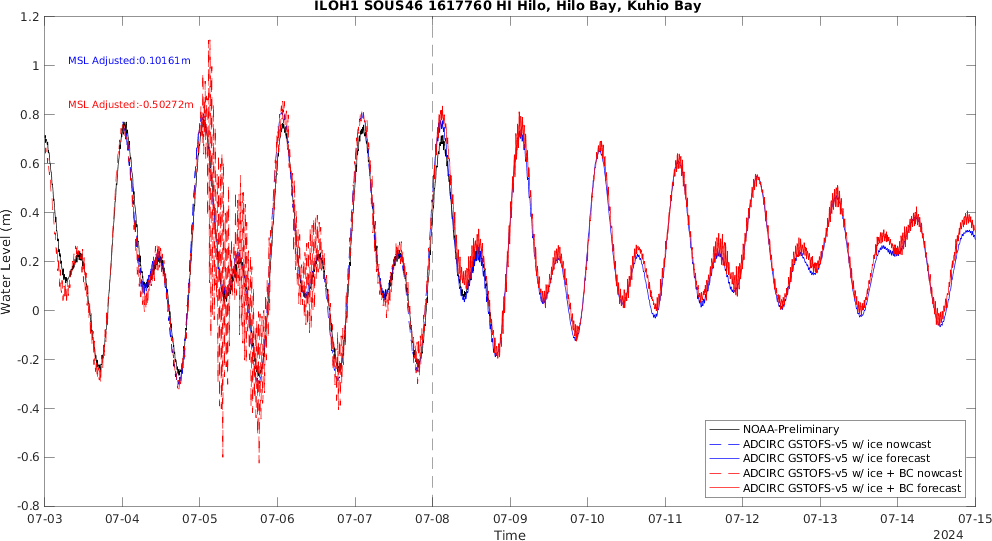 ILOH1 SOUS46 1617760 HI Hilo, Hilo Bay, Kuhio Bay
1.2
1
0.8
0.6
0.4
0.2
0
-0.2
-0.4
-0.6
-0.8
Water Level (m)
MSL Adjusted:0.10161m
MSL Adjusted:-0.50272m
NOAA-Preliminary
ADCIRC GSTOFS-v5 w/ ice nowcast
ADCIRC GSTOFS-v5 w/ ice forecast
ADCIRC GSTOFS-v5 w/ ice + BC nowcast
ADCIRC GSTOFS-v5 w/ ice + BC forecast
07-03 07-04 07-05 07-06 07-07 07-08 07-09 07-10 07-11 07-12 07-13 07-14 07-15
Time
2024